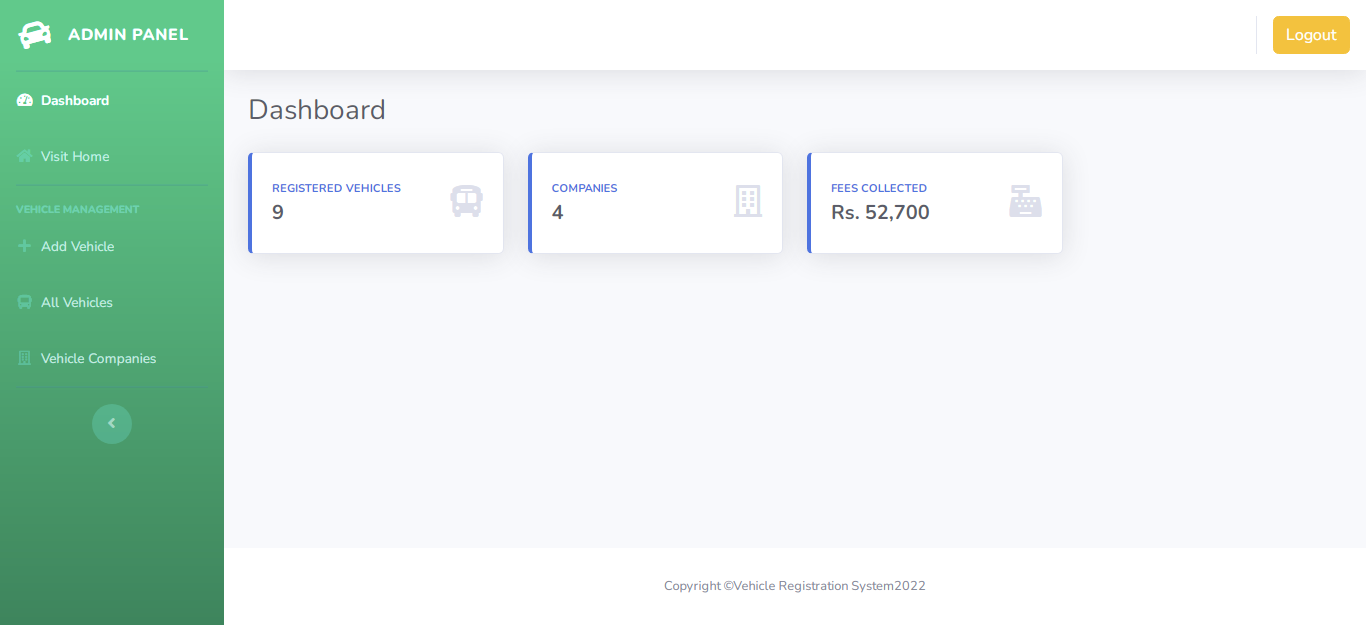 ADMIN PANEL
Logout
Dashboard
Visit Home
VEHICLE MANAGEMENT
Add Vehicle
All Vehicles
Vehicle Companies
Dashboard
REGISTERED VEHICLES
9
COMPANIES
4
FEES COLLECTED
Rs. 52,700
Copyright ©Vehicle Registration System2022